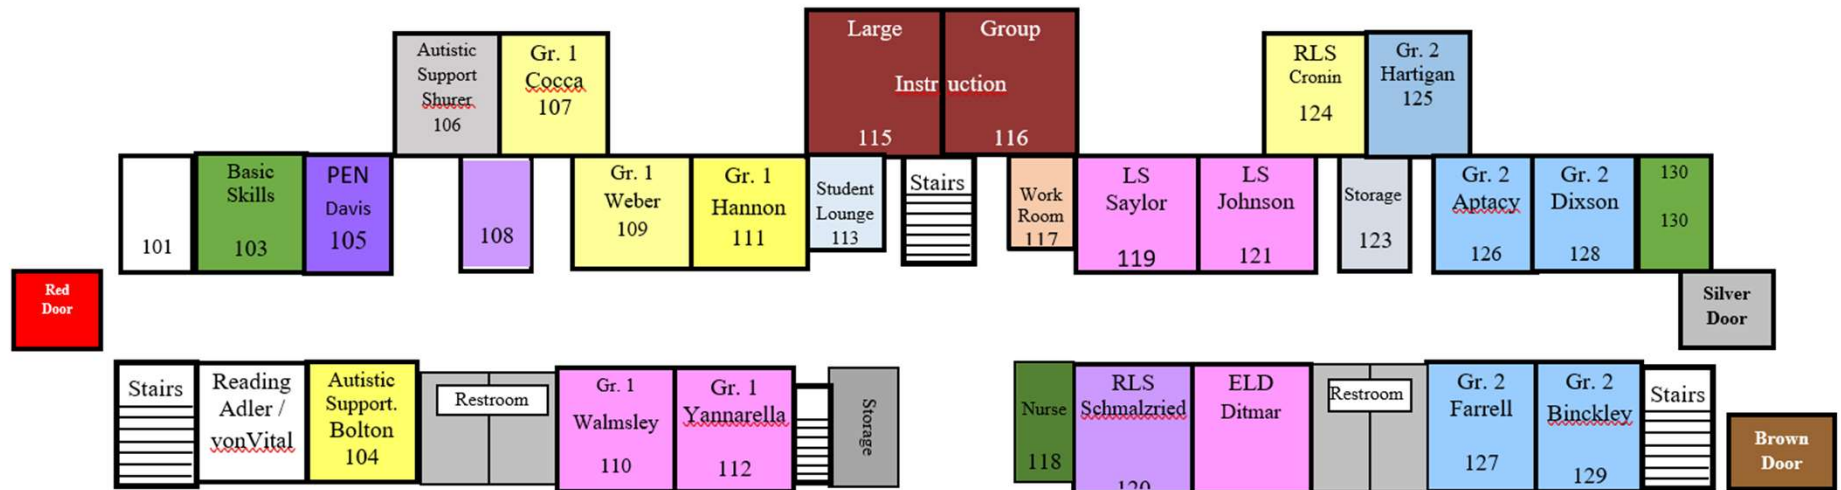 Autistic
Support
Shurer
106
Gr. 1
Cocca
107
Large Group
Instruction
115 116
RLS
Cronin
124
Gr. 2
Hartigan
125
101
Basic
Skills
103
PEN
Davis
105
108
Gr. 1
Weber
109
Gr. 1
Hannon
111
Student
Lounge
113
Stairs
Work
Room
117
LS
Saylor
119
LS
Johnson
121
Storage
123
Gr. 2
Aptacy
126
Gr. 2
Dixson
128
130
130
Red
Door
Silver
Door
Stairs
Reading
Adler /
vonVital
Autistic
Support.
Bolton
104
Restroom
Gr. 1
Walmsley
110
Gr. 1
Yannarella
112
Storage
Nurse
118
RLS
Schmalzried
120
ELD
Ditmar
Restroom
Gr. 2
Farrell
127
Gr. 2
Binckley
129
Stairs
Brown
Door